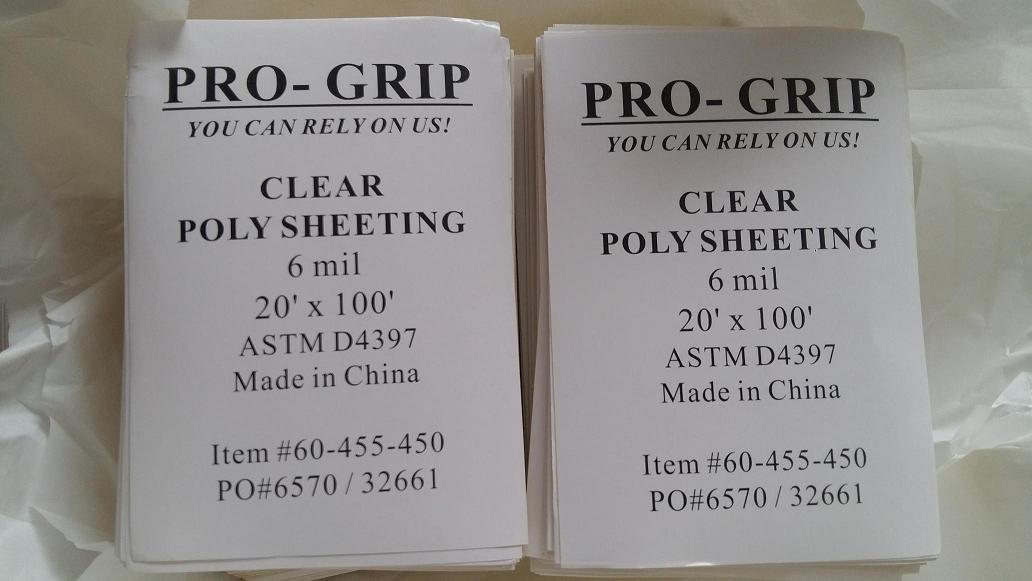 PRO- GRIP
YOU CAN RELY ON US!
CLEAR
POLY SHEETING
6 mil
20' x 100'
ASTM D4397
Made in China
Item #60-455-450
PO#6570 / 32661
PRO- GRIP
YOU CAN RELY ON US!
CLEAR
POLY SHEETING
6 mil
20' x 100'
ASTM D4397
Made in China
Item #60-455-450
PO#6570 / 32661